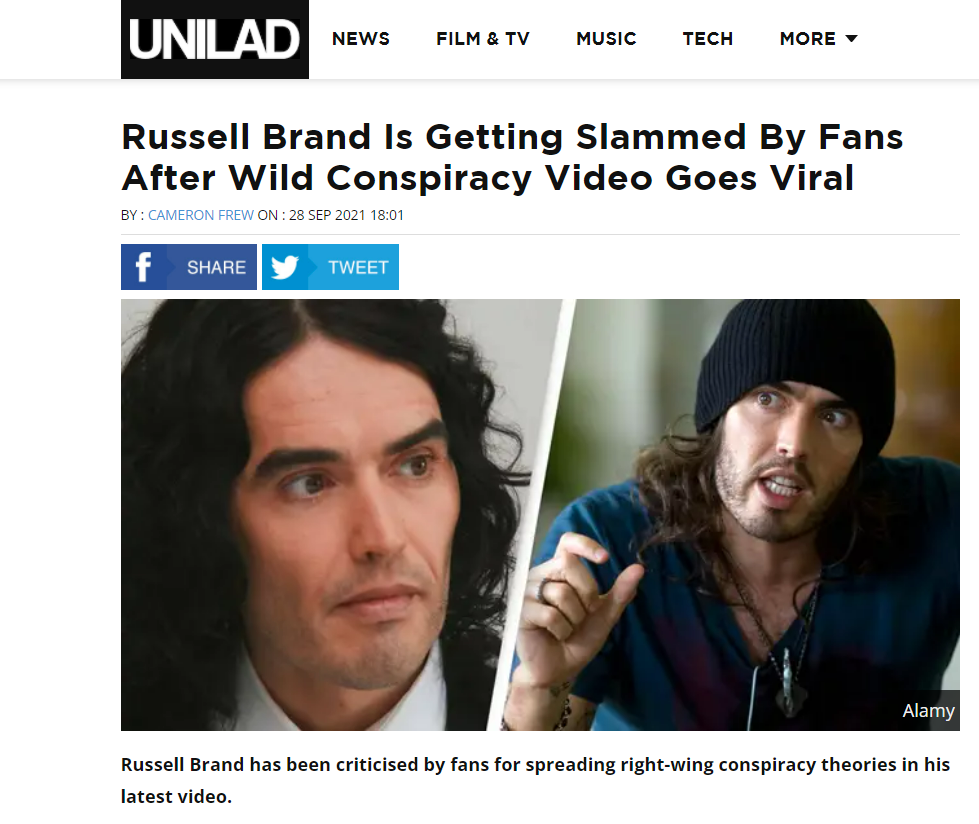 UNILAD
NEWS FILM & TV MUSIC TECH MORE
Russell Brand Is Getting Slammed By Fans
After Wild Conspiracy Video Goes Viral
BY : CAMERON FREW ON : 28 SEP 2021 18:01
f SHARE TWEET
Alamy
Russell Brand has been criticised by fans for spreading right-wing conspiracy theories in his
latest video.